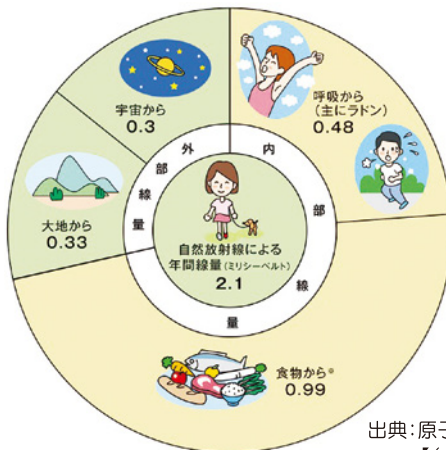 宇宙から
0.3
呼吸から
(主にラドン)
0.48
外部線量
内部線量
大地から
0.33
自然放射線による
年間線量(ミリシーベルト)
2.1
食物から※
0.99
出典:原子